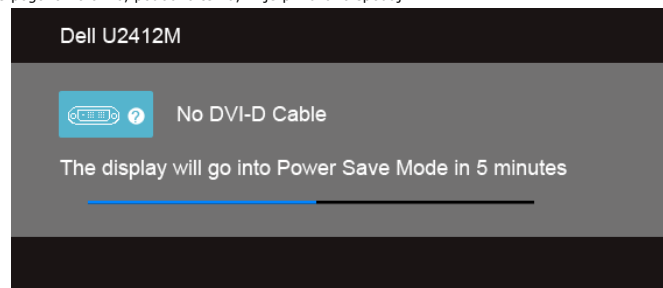 Dell U2412M
? No DVI-D Cable
The display will go into Power Save Mode in 5 minutes